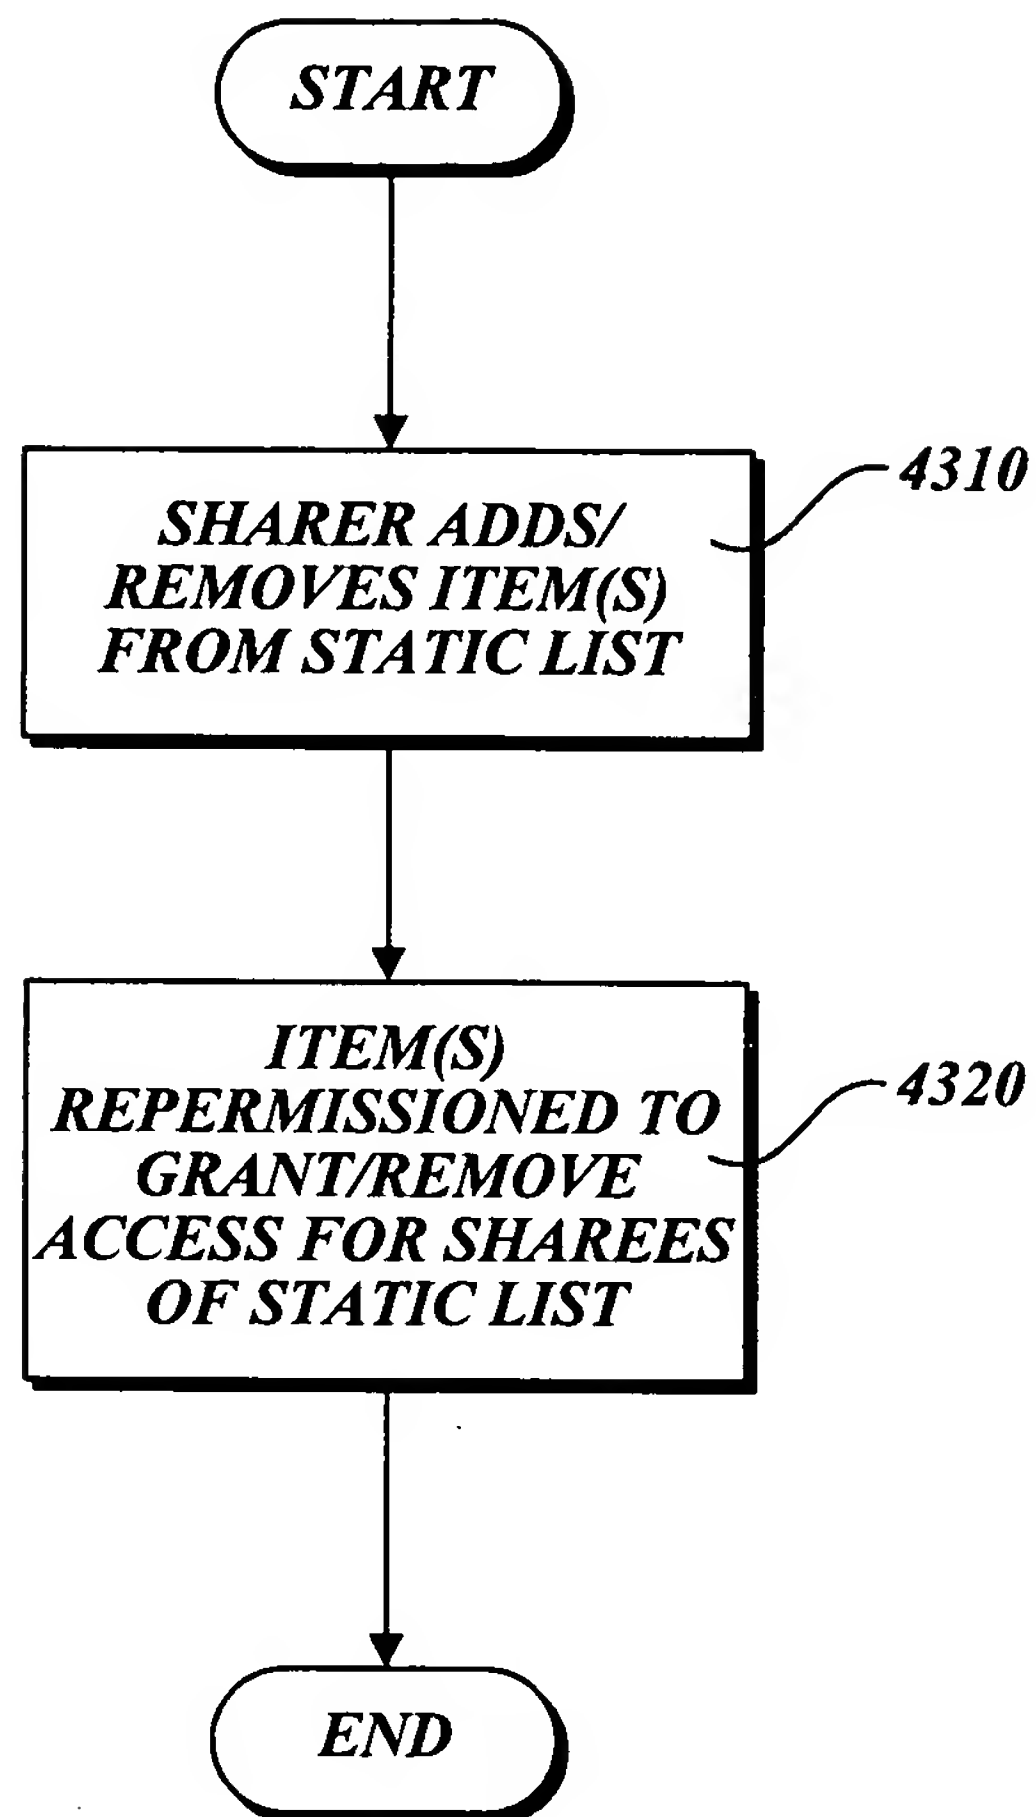 START
SHARER ADDS/
REMOVES ITEM(S)
FROM STATIC LIST
4310
ITEM(S)
REPERMISSIONED TO
GRANT/REMOVE
ACCESS FOR SHAREES
OF STATIC LIST
4320
END